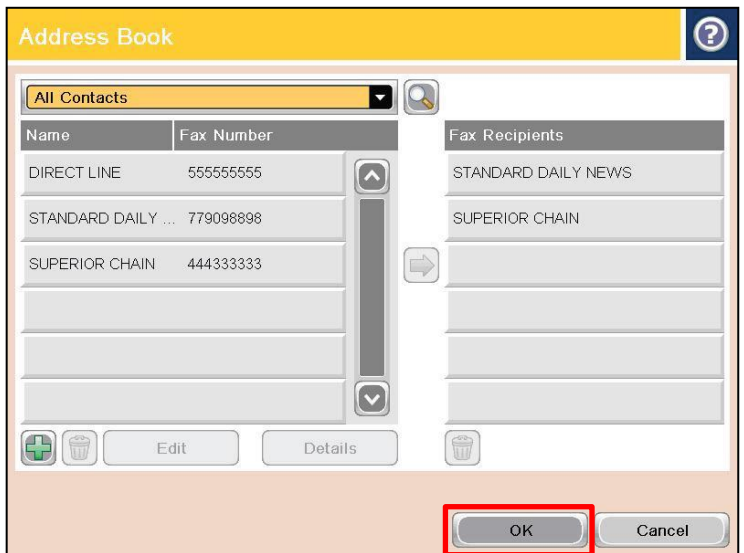 Address Book
All Contacts
Name Fax Number
Fax Recipients
DIRECT LINE 555555555
STANDARD DAILY NEWS
STANDARD DAILY ... 779098898
SUPERIOR CHAIN
SUPERIOR CHAIN 444333333
Edit Details
OK Cancel